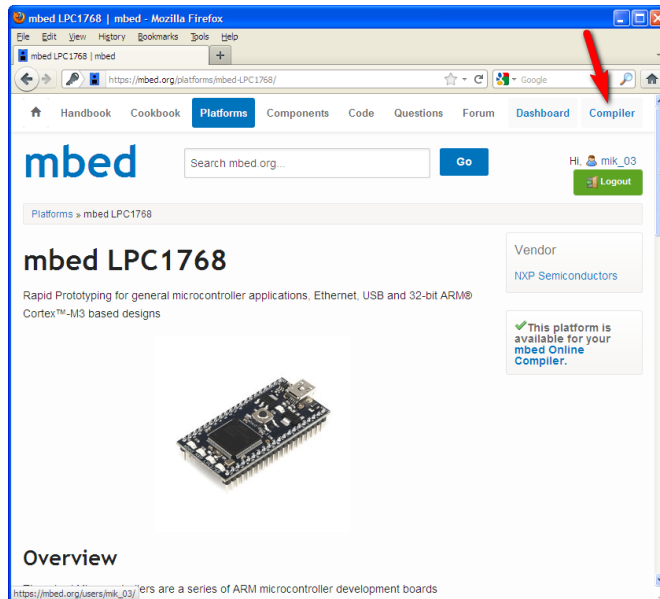 mbed LPC1768 | mbed - Mozilla Firefox
File Edit View History Bookmarks Tools Help
mbed LPC1768 | mbed
https://mbed.org/platforms/mbed-LPC1768/
Google
Handbook Cookbook Platforms Components Code Questions Forum Dashboard Compiler
mbed
Search mbed.org...
Go
Hi, mik_03
Logout
Platforms » mbed LPC1768
mbed LPC1768
Rapid Prototyping for general microcontroller applications, Ethernet, USB and 32-bit ARM®
Cortex™-M3 based designs
Vendor
NXP Semiconductors
This platform is
available for your
mbed Online
Compiler.
Overview
ers are a series of ARM microcontroller development boards
https://mbed.org/users/mik_03/